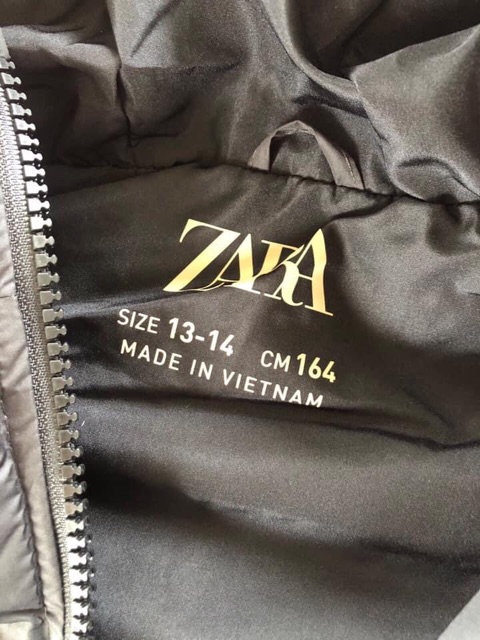 ZARA
SIZE 13-14 CM 164
MADE IN VIETNAM